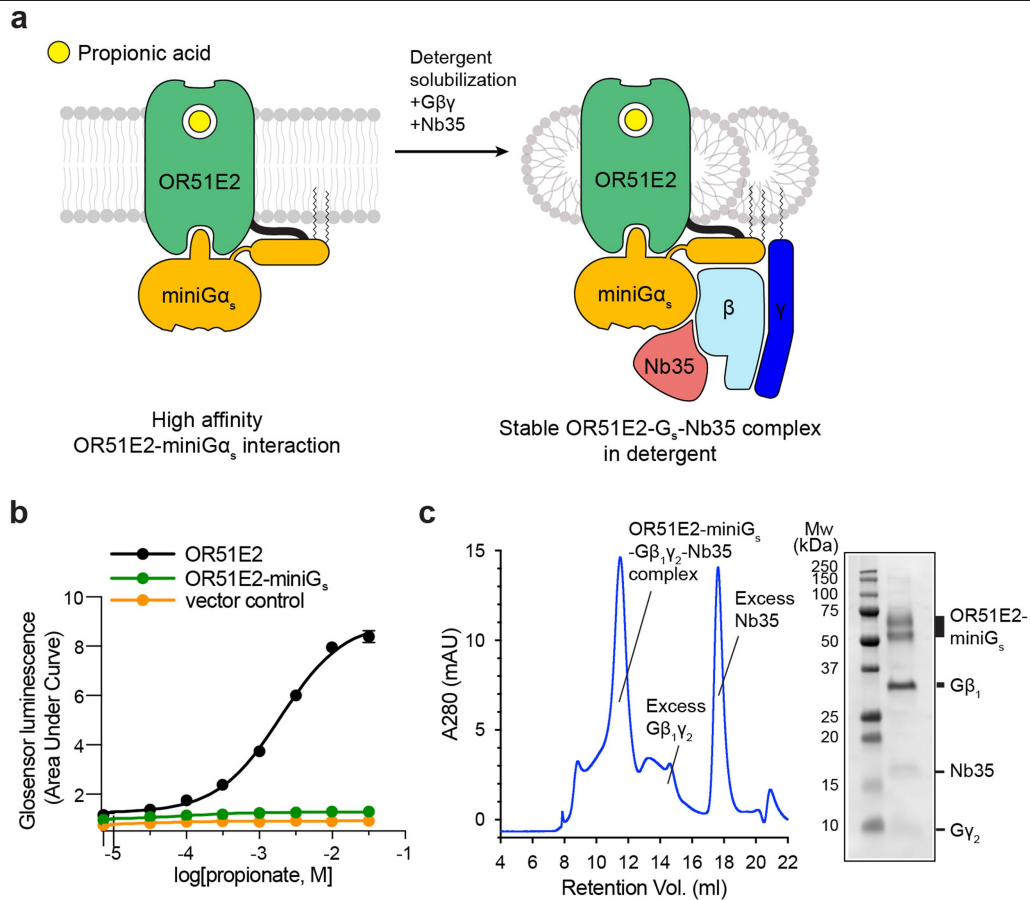 a
Propionic acid
OR51E2
miniGαs
High affinity
OR51E2-miniGαs interaction
Detergent
solubilization
+Gβγ
+Nb35
OR51E2
miniGαs
β
γ
Nb35
Stable OR51E2-Gs-Nb35 complex
in detergent
b
OR51E2
OR51E2-miniGs
vector control
Glosensor luminescence
(Area Under Curve)
10
8
6
4
2
-5
-4
-3
-2
-1
log[propionate, M]
c
OR51E2-miniGs
-Gβ1γ2-Nb35
complex
Excess
Nb35
Excess
Gβ1γ2
A280 (mAU)
15
10
5
0
4 6 8 10 12 14 16 18 20 22
Retention Vol. (ml)
Mw
(kDa)
250
150
100
75
50
37
25
20
15
10
OR51E2-
miniGs
Gβ1
Nb35
Gγ2